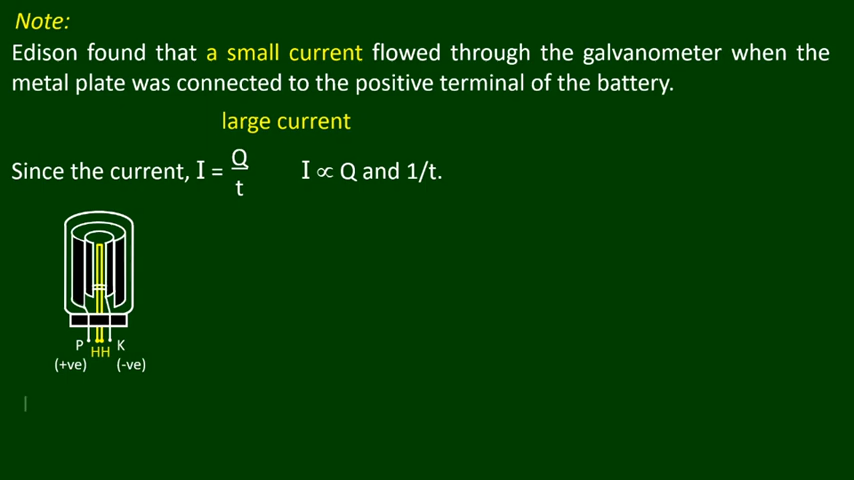 Note:
Edison found that a small current flowed through the galvanometer when the
metal plate was connected to the positive terminal of the battery.
large current
Since the current, I = Q/t I ∝ Q and 1/t.
P HH K
(+ve) (-ve)